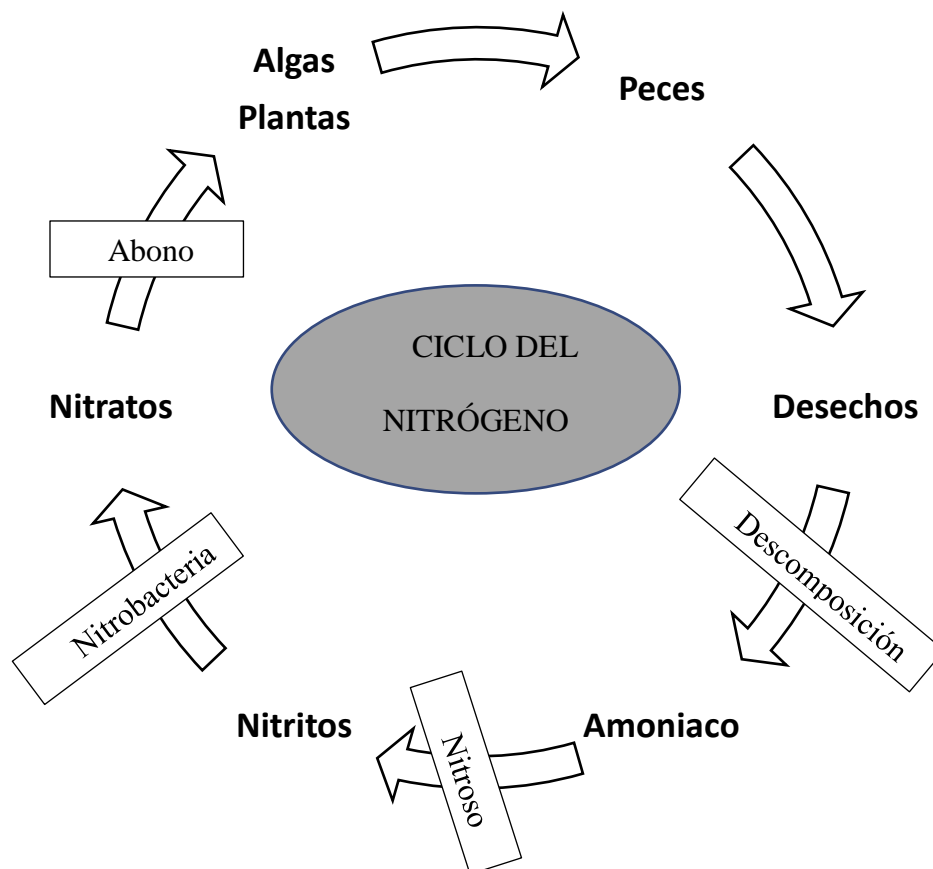 Algas
Plantas
Peces
Abono
CICLO DEL
NITRÓGENO
Nitratos
Desechos
Descomposición
Nitrobacteria
Nitritos
Nitroso
Amoniaco